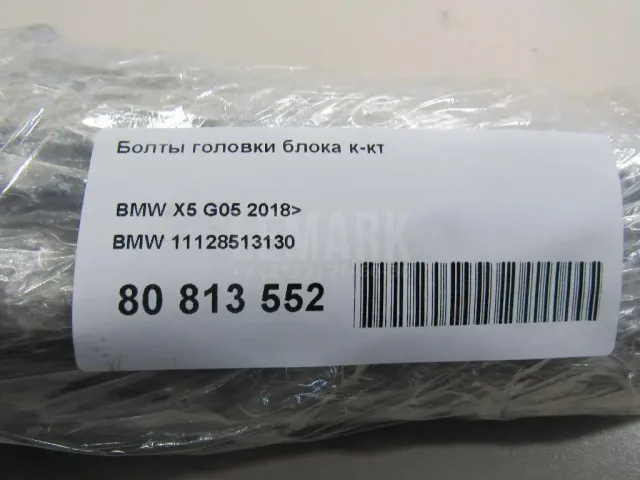 Болты головки блока к-кт
BMW X5 G05 2018>
BMW 11128513130
80 813 552